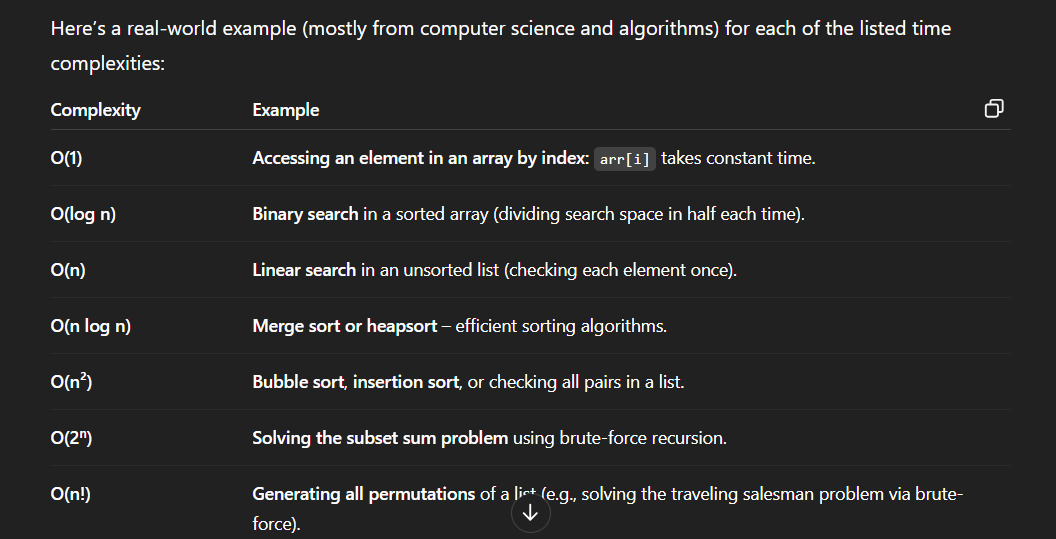 Here's a real-world example (mostly from computer science and algorithms) for each of the listed time
complexities:
Complexity Example
O(1) Accessing an element in an array by index: arr[i] takes constant time.
O(log n) Binary search in a sorted array (dividing search space in half each time).
O(n) Linear search in an unsorted list (checking each element once).
O(n log n) Merge sort or heapsort – efficient sorting algorithms.
O(n²) Bubble sort, insertion sort, or checking all pairs in a list.
O(2ⁿ) Solving the subset sum problem using brute-force recursion.
O(n!) Generating all permutations of a list (e.g., solving the traveling salesman problem via brute-
force).